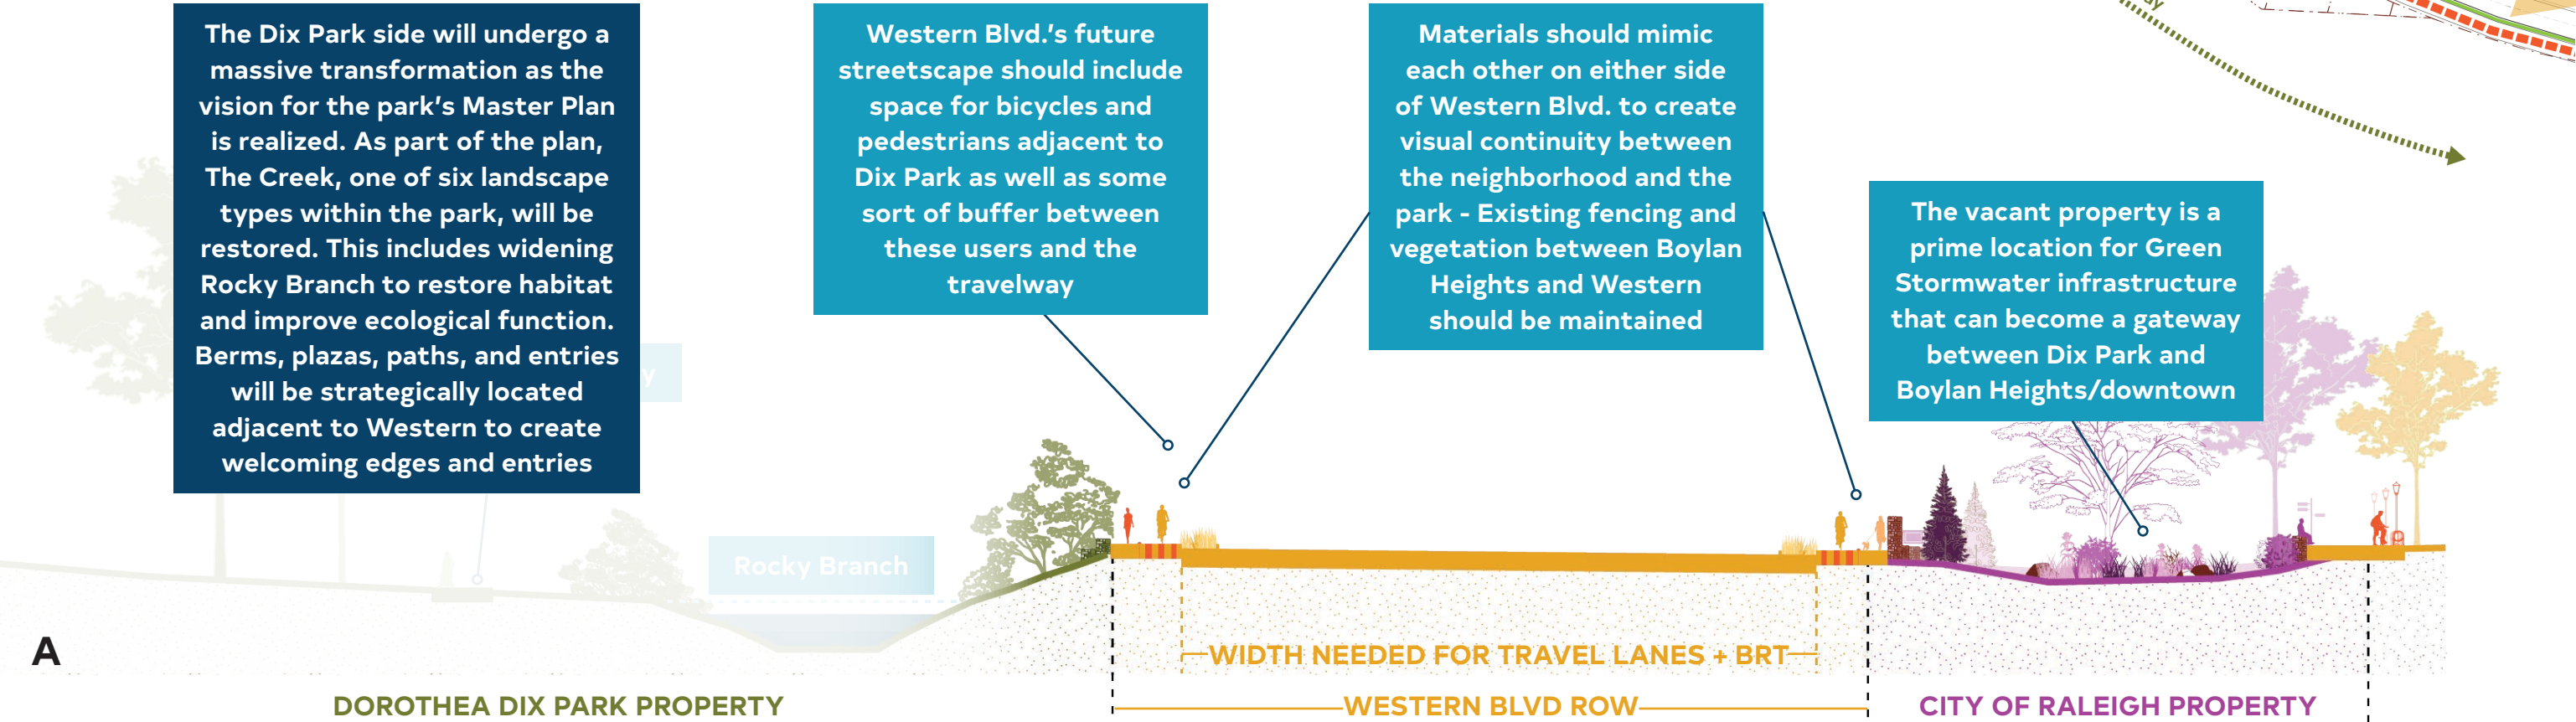 The Dix Park side will undergo a
massive transformation as the
vision for the park's Master Plan
is realized. As part of the plan,
The Creek, one of six landscape
types within the park, will be
restored. This includes widening
Rocky Branch to restore habitat
and improve ecological function.
Berms, plazas, paths, and entries
will be strategically located
adjacent to Western to create
welcoming edges and entries
Western Blvd.'s future
streetscape should include
space for bicycles and
pedestrians adjacent to
Dix Park as well as some
sort of buffer between
these users and the
travelway
Materials should mimic
each other on either side
of Western Blvd. to create
visual continuity between
the neighborhood and the
park - Existing fencing and
vegetation between Boylan
Heights and Western
should be maintained
The vacant property is a
prime location for Green
Stormwater infrastructure
that can become a gateway
between Dix Park and
Boylan Heights/downtown
Rocky Branch
A
WIDTH NEEDED FOR TRAVEL LANES + BRT
DOROTHEA DIX PARK PROPERTY
WESTERN BLVD ROW
CITY OF RALEIGH PROPERTY